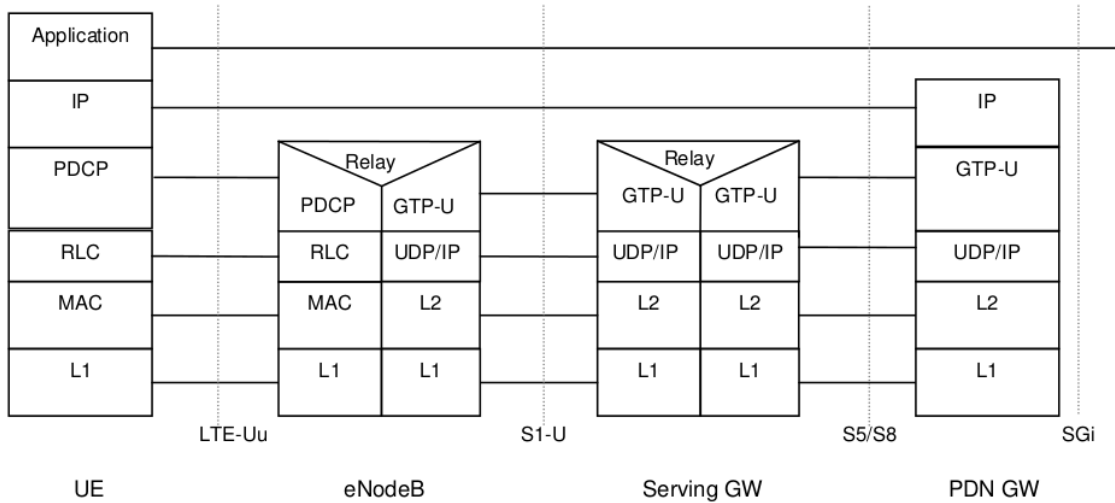 Application
IP
IP
Relay
Relay
PDCP
GTP-U
PDCP
GTP-U
GTP-U
GTP-U
RLC
RLC
UDP/IP
UDP/IP
UDP/IP
UDP/IP
MAC
MAC
L2
L2
L2
L2
L1
L1
L1
L1
L1
L1
LTE-Uu
S1-U
S5/S8
SGi
UE
eNodeB
Serving GW
PDN GW